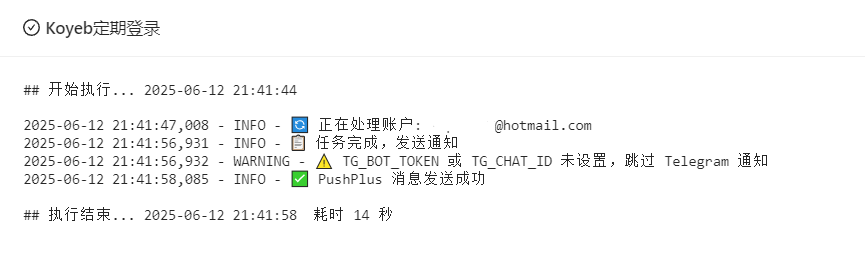 Koyeb定期登录
## 开始执行... 2025-06-12 21:41:44
2025-06-12 21:41:47,008 - INFO - 🔄 正在处理账户: @hotmail.com
2025-06-12 21:41:56,931 - INFO - 📋 任务完成，发送通知
2025-06-12 21:41:56,932 - WARNING - ⚠️ TG_BOT_TOKEN 或 TG_CHAT_ID 未设置，跳过 Telegram 通知
2025-06-12 21:41:58,085 - INFO - ✅ PushPlus 消息发送成功
## 执行结束... 2025-06-12 21:41:58 耗时 14 秒